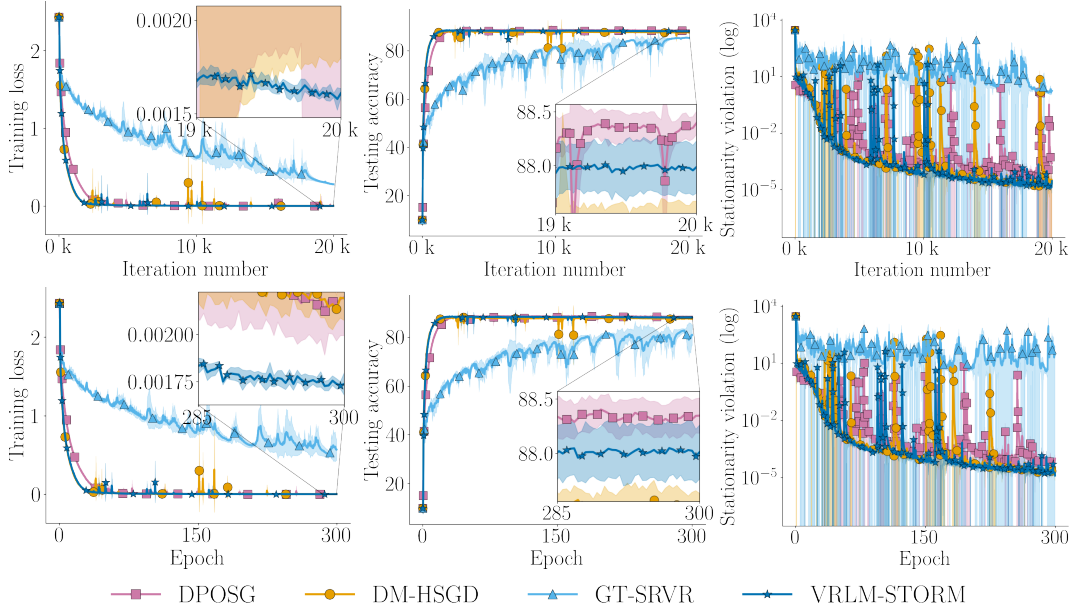 Training loss
2
1
0
0.0020
0.0015
19 k
20 k
0 k
10 k
20 k
Iteration number
Testing accuracy
80
60
40
20
88.5
88.0
19 k
20 k
0 k
10 k
20 k
Iteration number
Stationarity violation (log)
10^4
10^1
10^−2
10^−5
0 k
10 k
20 k
Iteration number
Training loss
2
1
0
0.00200
0.00175
285
300
0
150
300
Epoch
Testing accuracy
80
60
40
20
88.5
88.0
285
300
0
150
300
Epoch
Stationarity violation (log)
10^4
10^1
10^−2
10^−5
0
150
300
Epoch
DPOSG DM-HSGD GT-SRVR VRLM-STORM